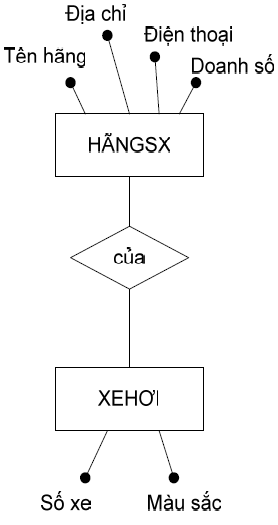 Địa chỉ
Điện thoại
Tên hãng
Doanh số
HÃNGSX
của
XEHƠI
Số xe
Màu sắc